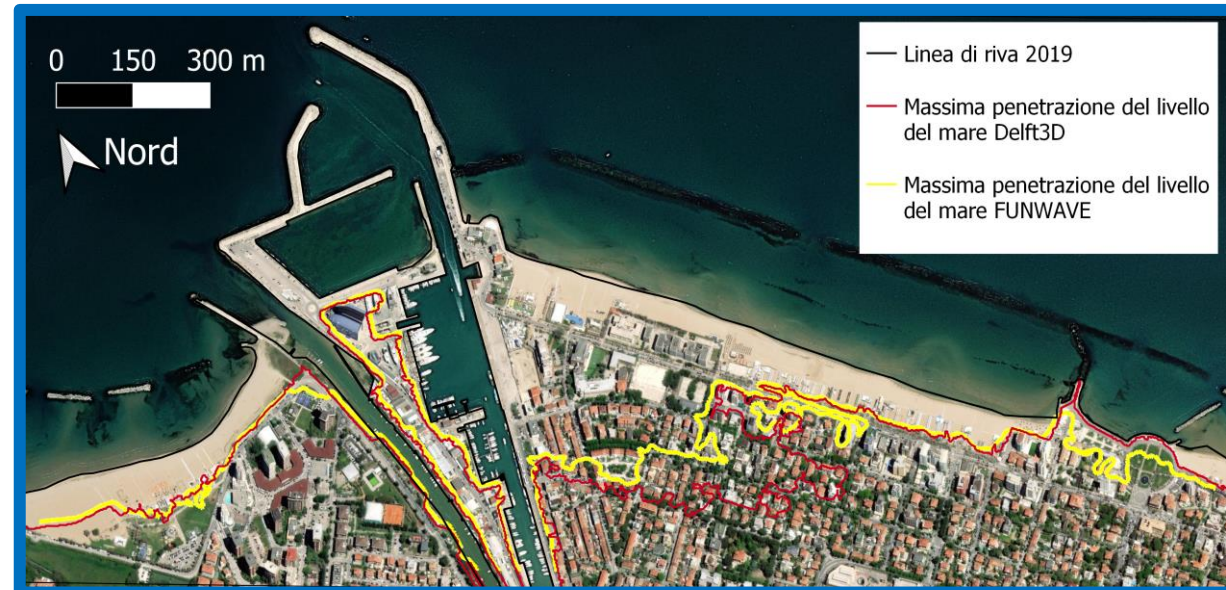 0 150 300 m
Nord
Linea di riva 2019
Massima penetrazione del livello
del mare Delft3D
Massima penetrazione del livello
del mare FUNWAVE